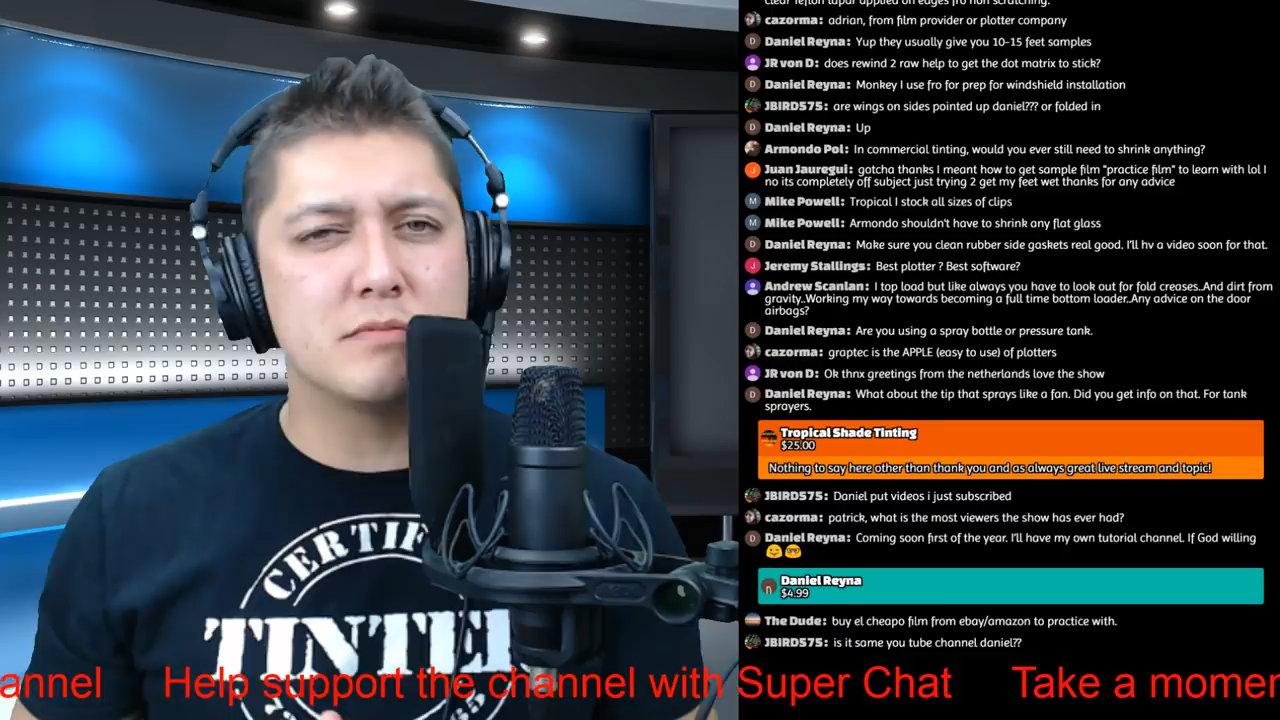 clear Teflon scraper applied on edges fro non scratching.
cazorma: adrian, from film provider or plotter company
Daniel Reyna: Yup they usually give you 10-15 feet samples
JR von D: does rewind 2 raw help to get the dot matrix to stick?
Daniel Reyna: Monkey I use fro for prep for windshield installation
JBIRD575: are wings on sides pointed up daniel??? or folded in
Daniel Reyna: Up
Armondo Pol: In commercial tinting, would you ever still need to shrink anything?
Juan Jauregui: gotcha thanks I meant how to get sample film "practice film" to learn with lol I
no its completely off subject just trying 2 get my feet wet thanks for any advice
Mike Powell: Tropical I stock all sizes of clips
Mike Powell: Armondo shouldn't have to shrink any flat glass
Daniel Reyna: Make sure you clean rubber side gaskets real good. I'll hv a video soon for that.
Jeremy Stallings: Best plotter ? Best software?
Andrew Scanlan: I top load but like always you have to look out for fold creases..And dirt from
gravity..Working my way towards becoming a full time bottom loader..Any advice on the door
airbags?
Daniel Reyna: Are you using a spray bottle or pressure tank.
cazorma: graptec is the APPLE (easy to use) of plotters
JR von D: Ok thnx greetings from the netherlands love the show
Daniel Reyna: What about the tip that sprays like a fan. Did you get info on that. For tank
sprayers.
Tropical Shade Tinting
$25.00
Nothing to say here other than thank you and as always great live stream and topic!
JBIRD575: Daniel put videos i just subscribed
cazorma: patrick, what is the most viewers the show has ever had?
Daniel Reyna: Coming soon first of the year. I'll have my own tutorial channel. If God willing
Daniel Reyna
$4.99
The Dude: buy el cheapo film from ebay/amazon to practice with.
JBIRD575: is it same you tube channel daniel??
CERTIF
TINTER
annel Help support the channel with Super Chat Take a momen